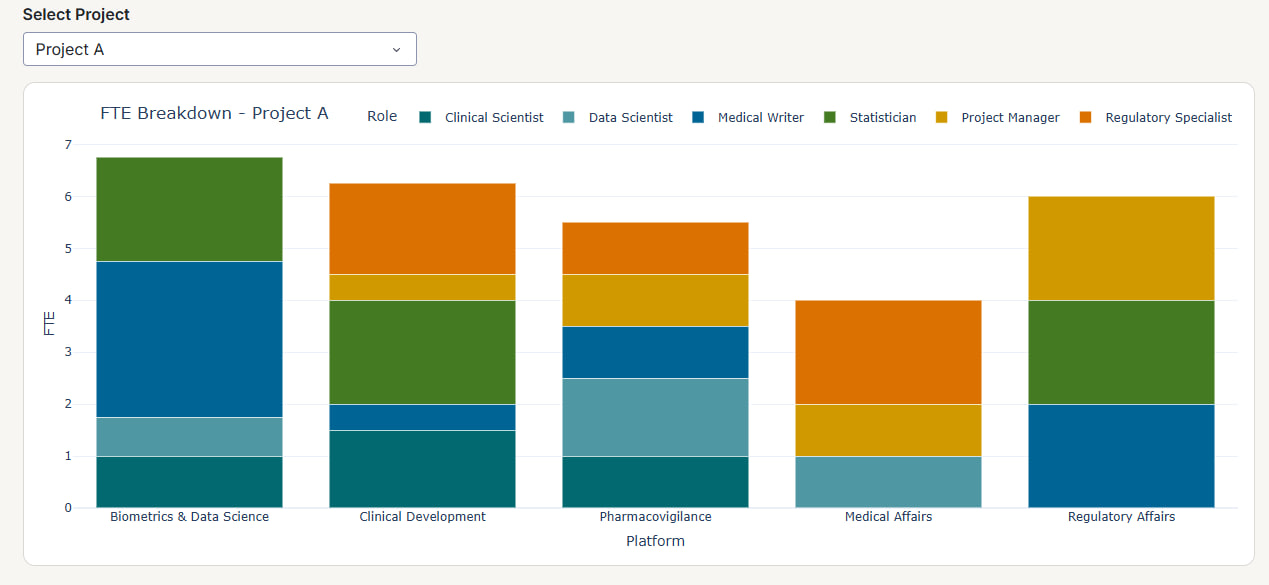 Select Project
Project A
FTE Breakdown - Project A
Role Clinical Scientist Data Scientist Medical Writer Statistician Project Manager Regulatory Specialist
7
6
5
4
3
2
1
0
FTE
Biometrics & Data Science Clinical Development Pharmacovigilance Medical Affairs Regulatory Affairs
Platform